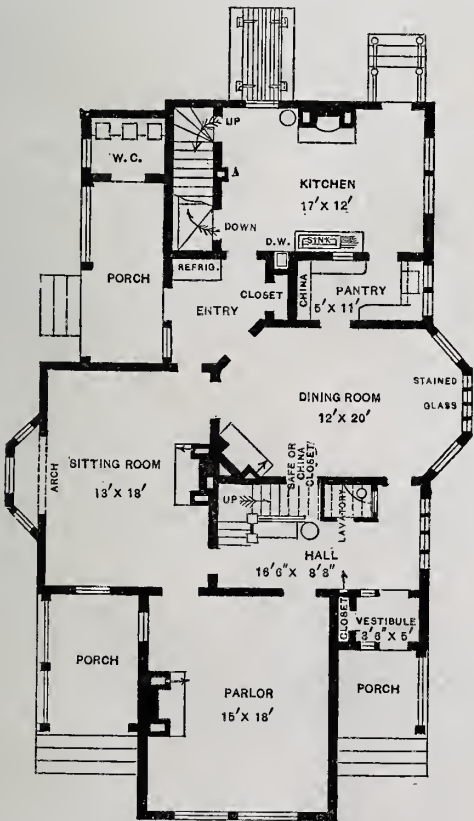 UP
W. C.
A
KITCHEN
17' X 12'
DOWN
D.W.
SINK
REFRIG.
PORCH
CLOSET
CHINA
PANTRY
5' X 11'
ENTRY
DINING ROOM
12' X 20'
STAINED
GLASS
SITTING ROOM
13' X 18'
ARCH
SAFE OR
CHINA
CLOSET
UP
LAVATORY
HALL
16'6" X 8'8"
CLOSET
VESTIBULE
8'6" X 5'
PORCH
PARLOR
15' X 18'
PORCH